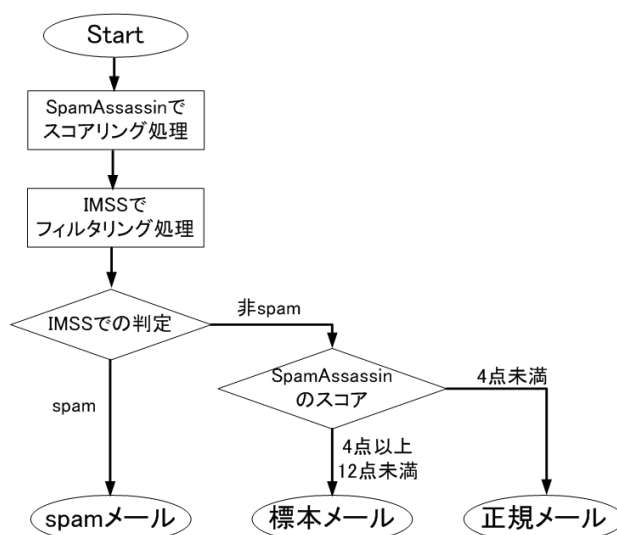 Start
SpamAssassinで
スコアリング処理
IMSSで
フィルタリング処理
IMSSでの判定
非spam
spam
SpamAssassin
のスコア
4点未満
4点以上
12点未満
spamメール
標本メール
正規メール